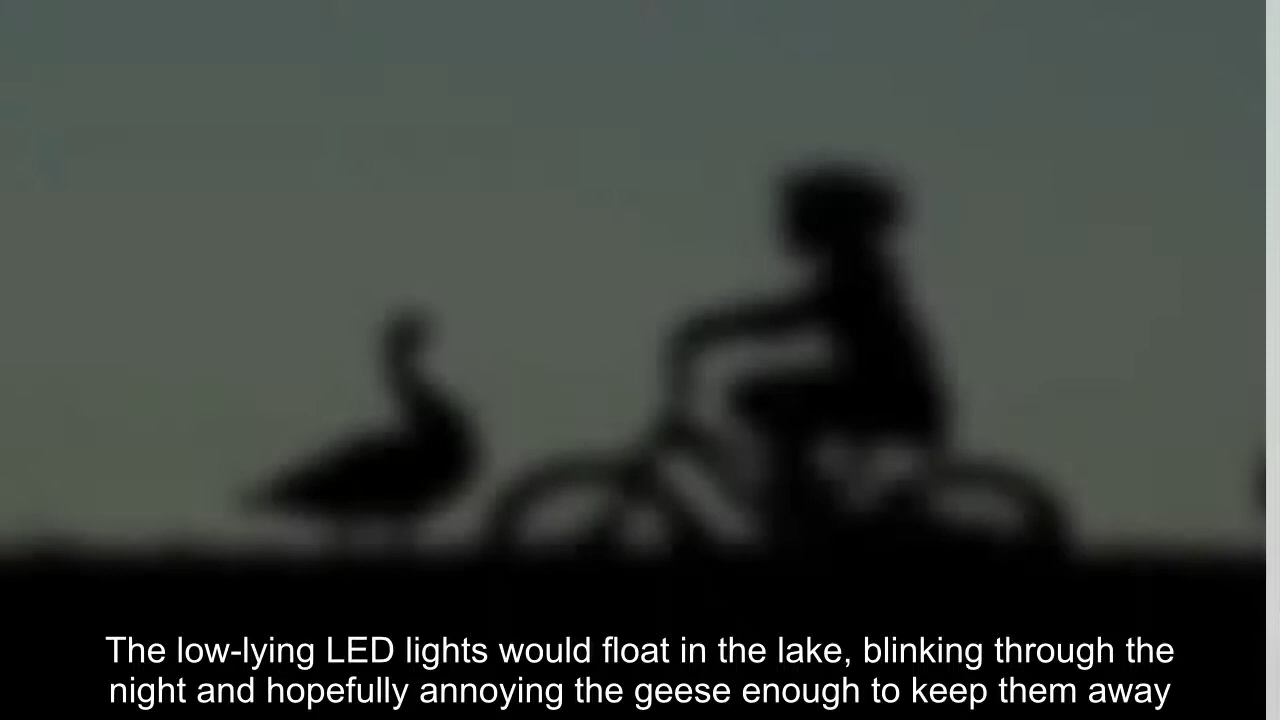 The low-lying LED lights would float in the lake, blinking through the
night and hopefully annoying the geese enough to keep them away